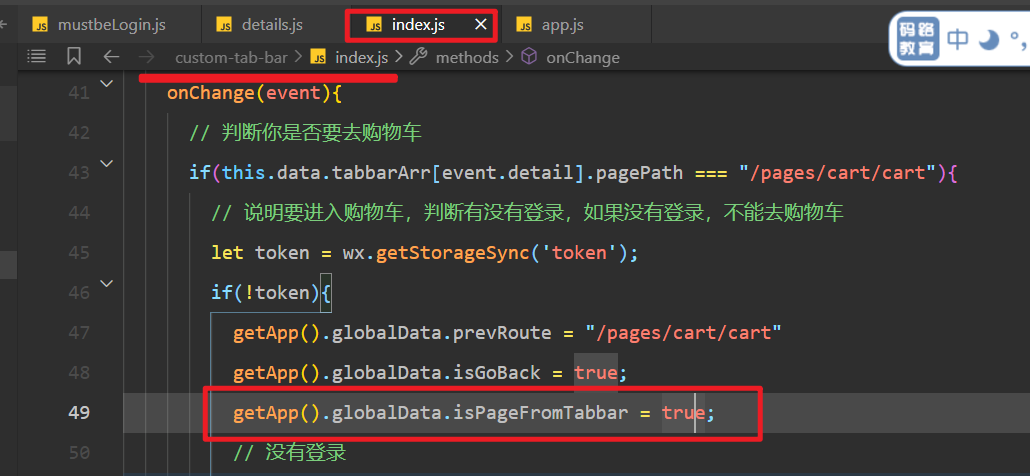 JS mustbeLogin.js JS details.js JS index.js × JS app.js
码路教育 中
custom-tab-bar > JS index.js > methods > onChange
41 onChange(event){
42 // 判断你是否要去购物车
43 if(this.data.tabbarArr[event.detail].pagePath === "/pages/cart/cart"){
44 // 说明要进入购物车，判断有没有登录，如果没有登录，不能去购物车
45 let token = wx.getStorageSync('token');
46 if(!token){
47 getApp().globalData.prevRoute = "/pages/cart/cart"
48 getApp().globalData.isGoBack = true;
49 getApp().globalData.isPageFromTabbar = true;
50 // 没有登录